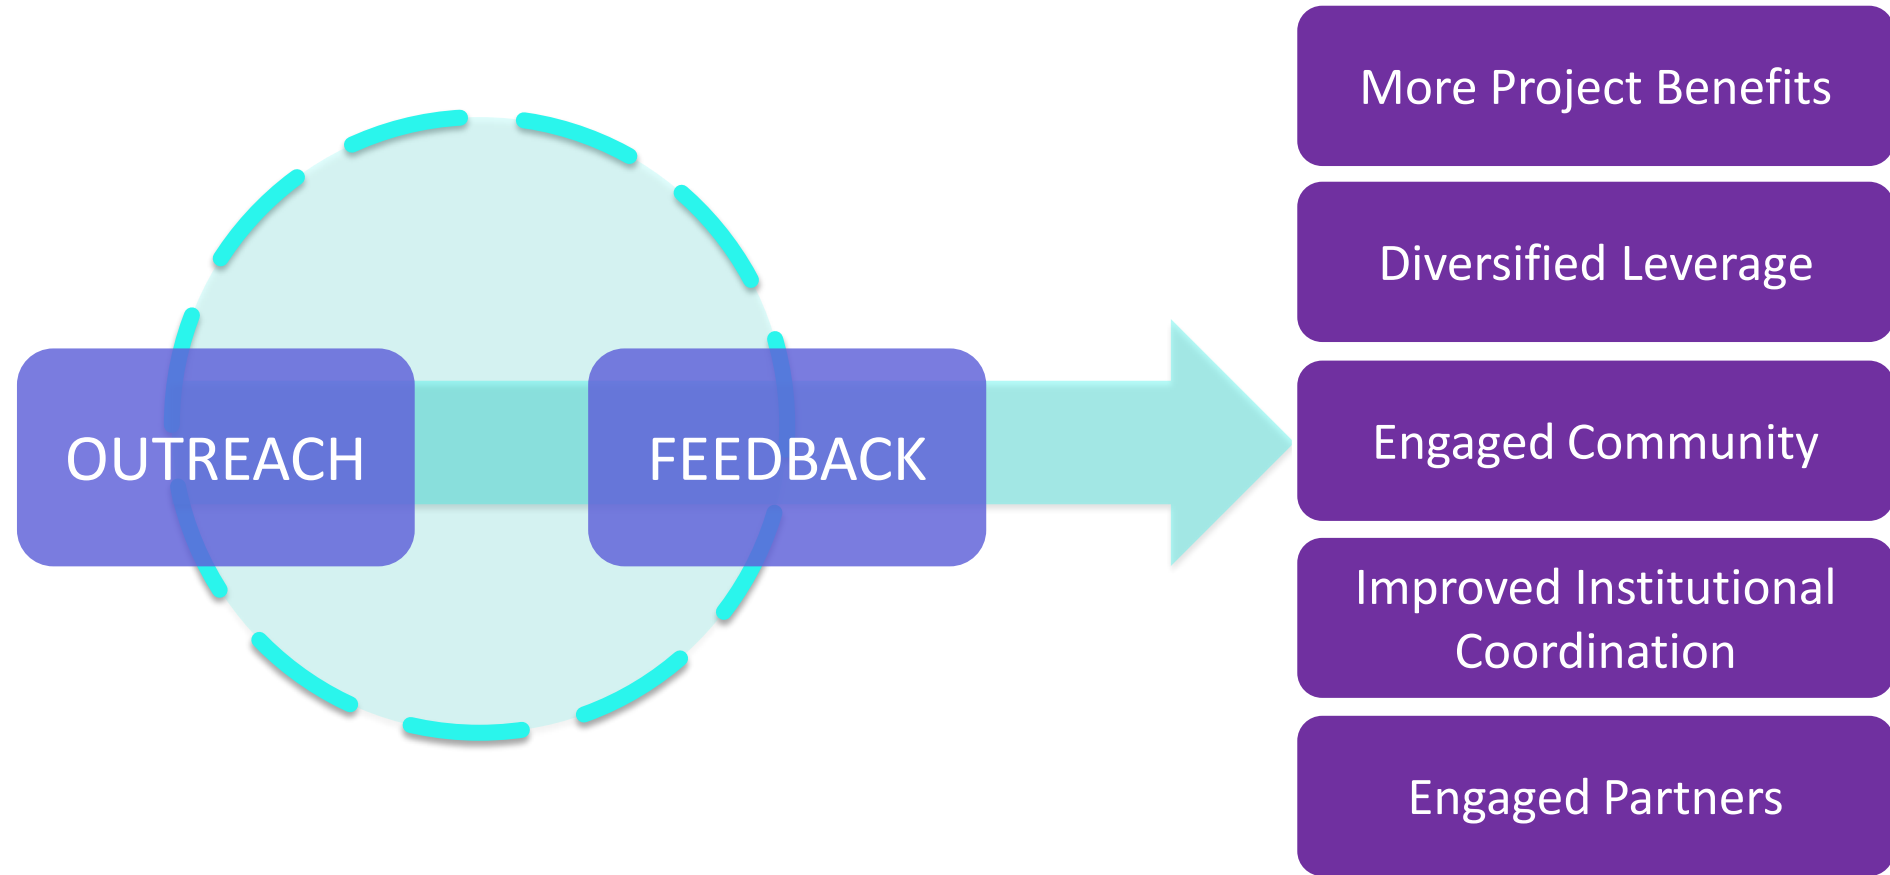 OUTREACH
FEEDBACK
More Project Benefits
Diversified Leverage
Engaged Community
Improved Institutional
Coordination
Engaged Partners